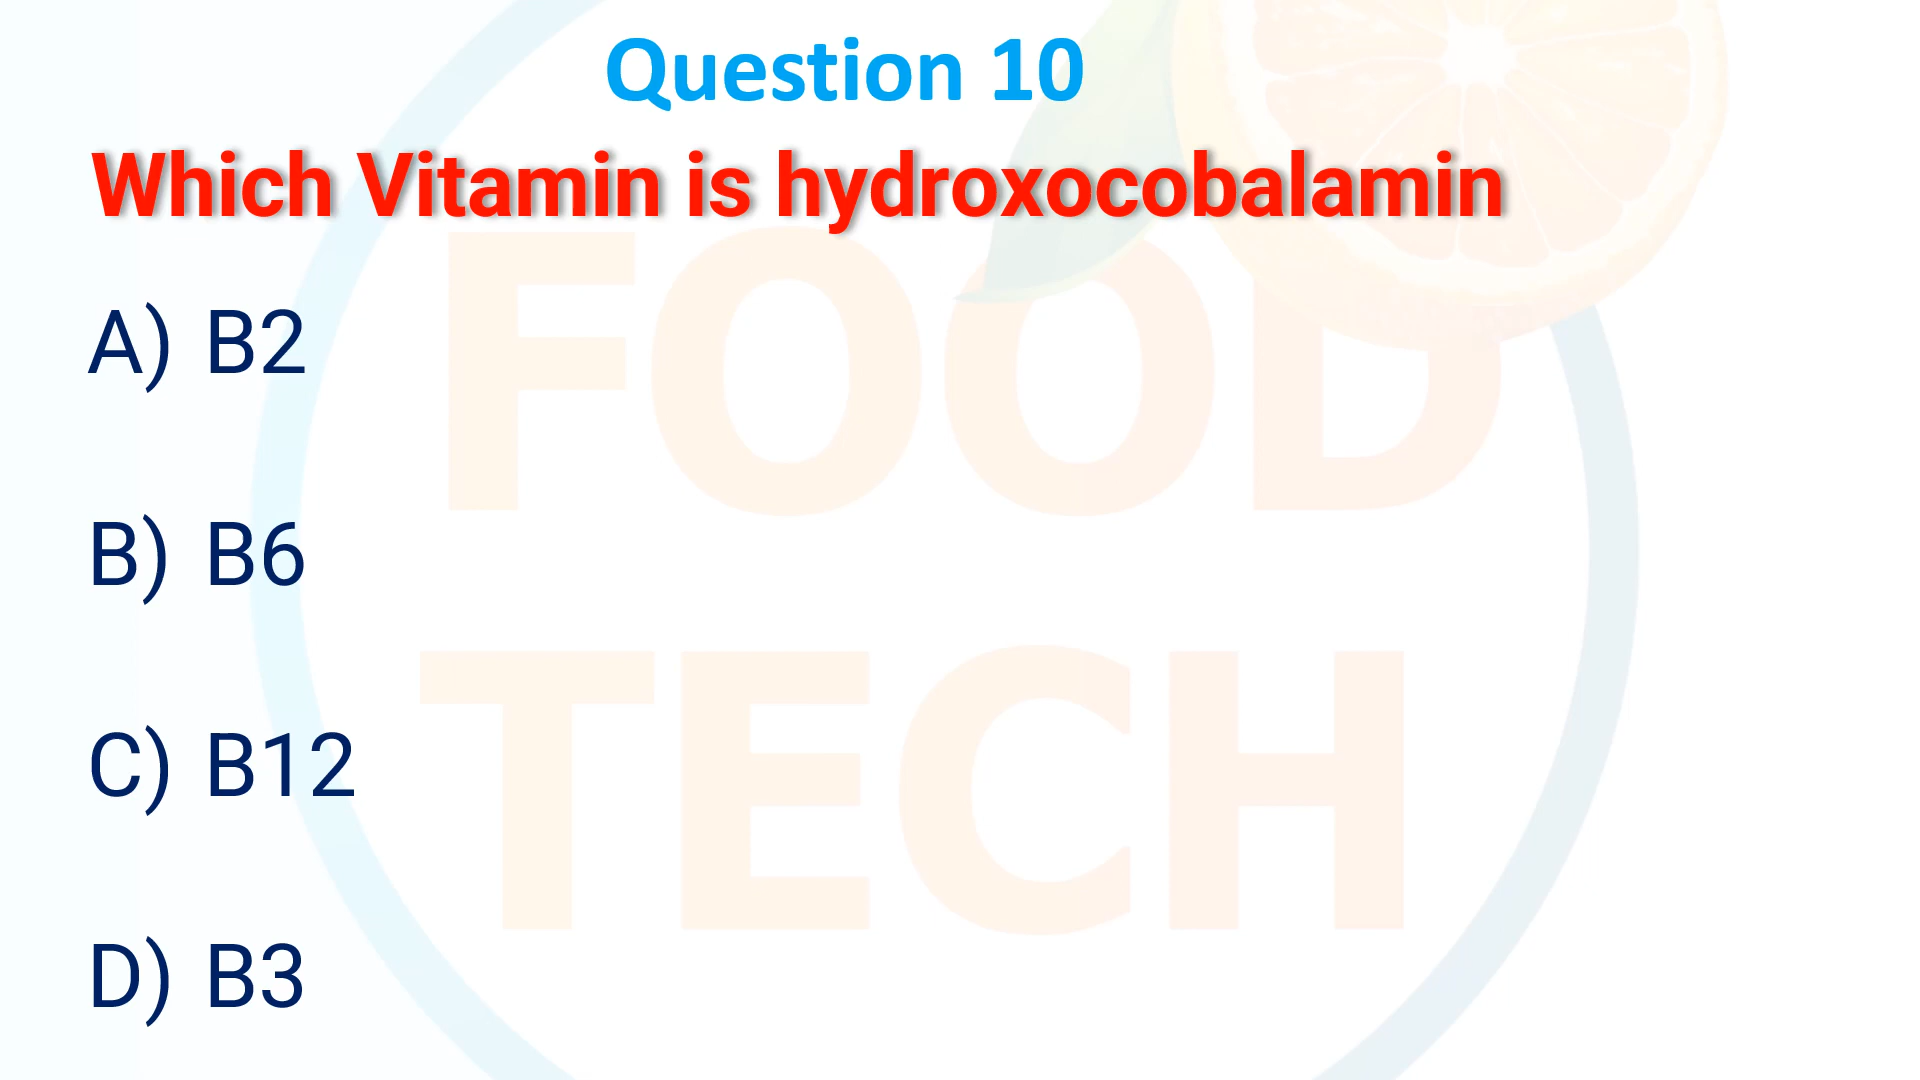 Question 10
Which Vitamin is hydroxocobalamin
FOOD
A) B2
B) B6
TECH
C) B12
D) B3